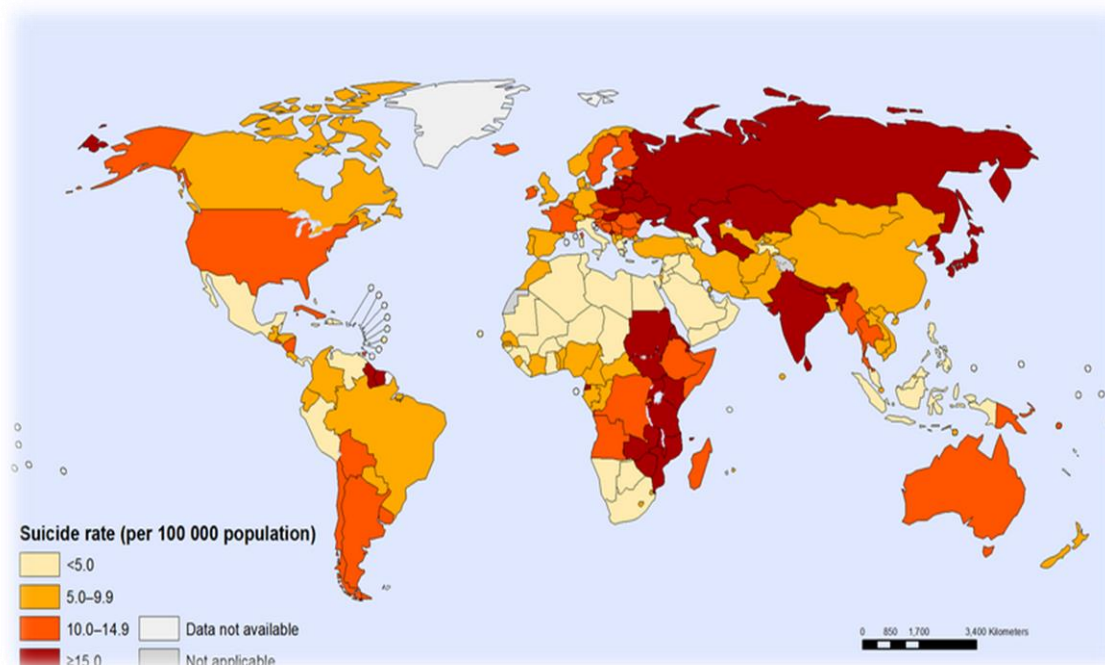 Suicide rate (per 100 000 population)
<5.0
5.0–9.9
10.0–14.9
≥15.0
Data not available
Not applicable
0 850 1,700 3,400 Kilometers